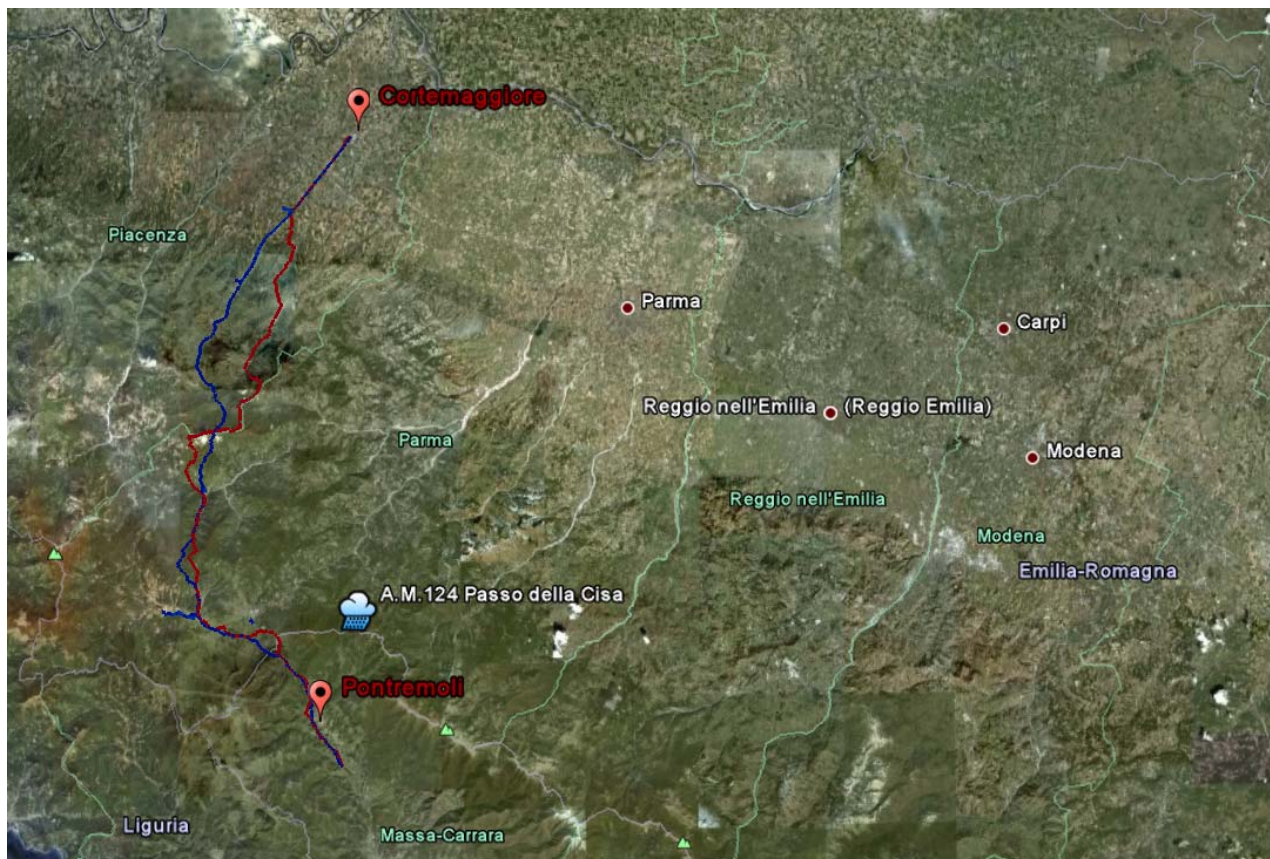 Cortemaggiore
Piacenza
Parma
Carpi
Reggio nell'Emilia (Reggio Emilia)
Parma
Modena
Reggio nell'Emilia
Modena
Emilia-Romagna
A.M.124 Passo della Cisa
Pontremoli
Liguria
Massa-Carrara